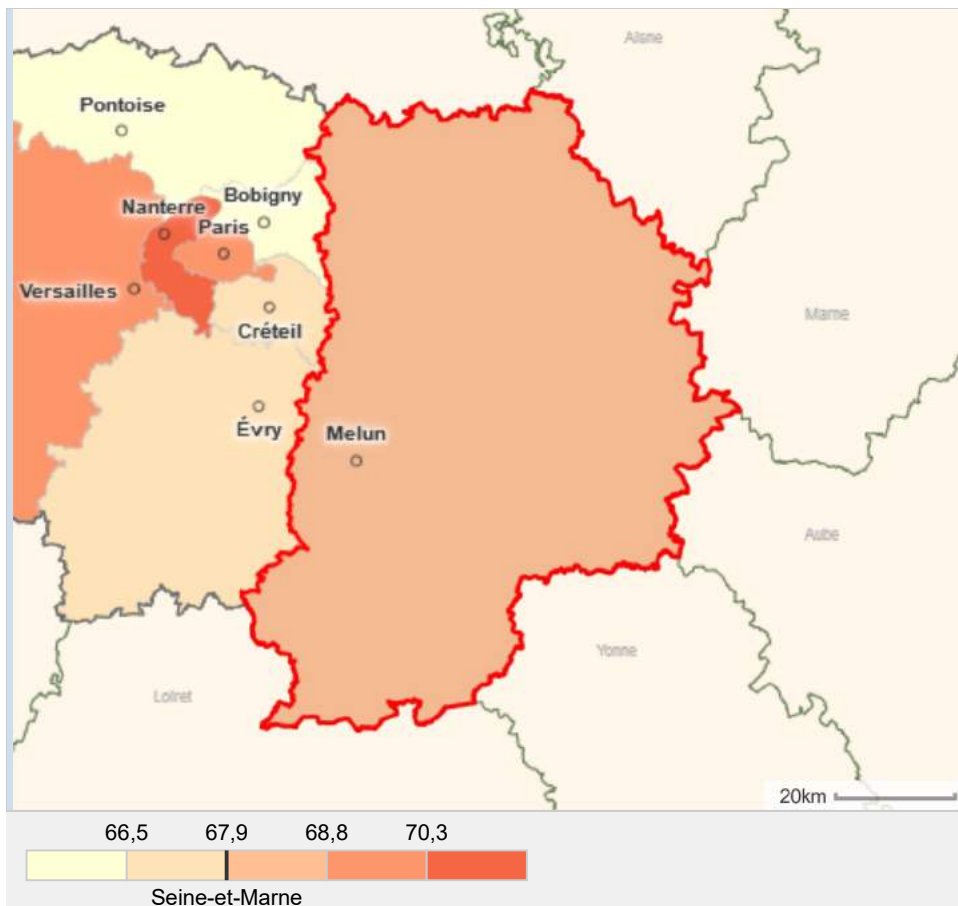 Aisne
Pontoise
Bobigny
Nanterre
Paris
Versailles
Marne
Créteil
Évry
Melun
Aube
Yonne
Loiret
20km
66,5 67,9 68,8 70,3
Seine-et-Marne